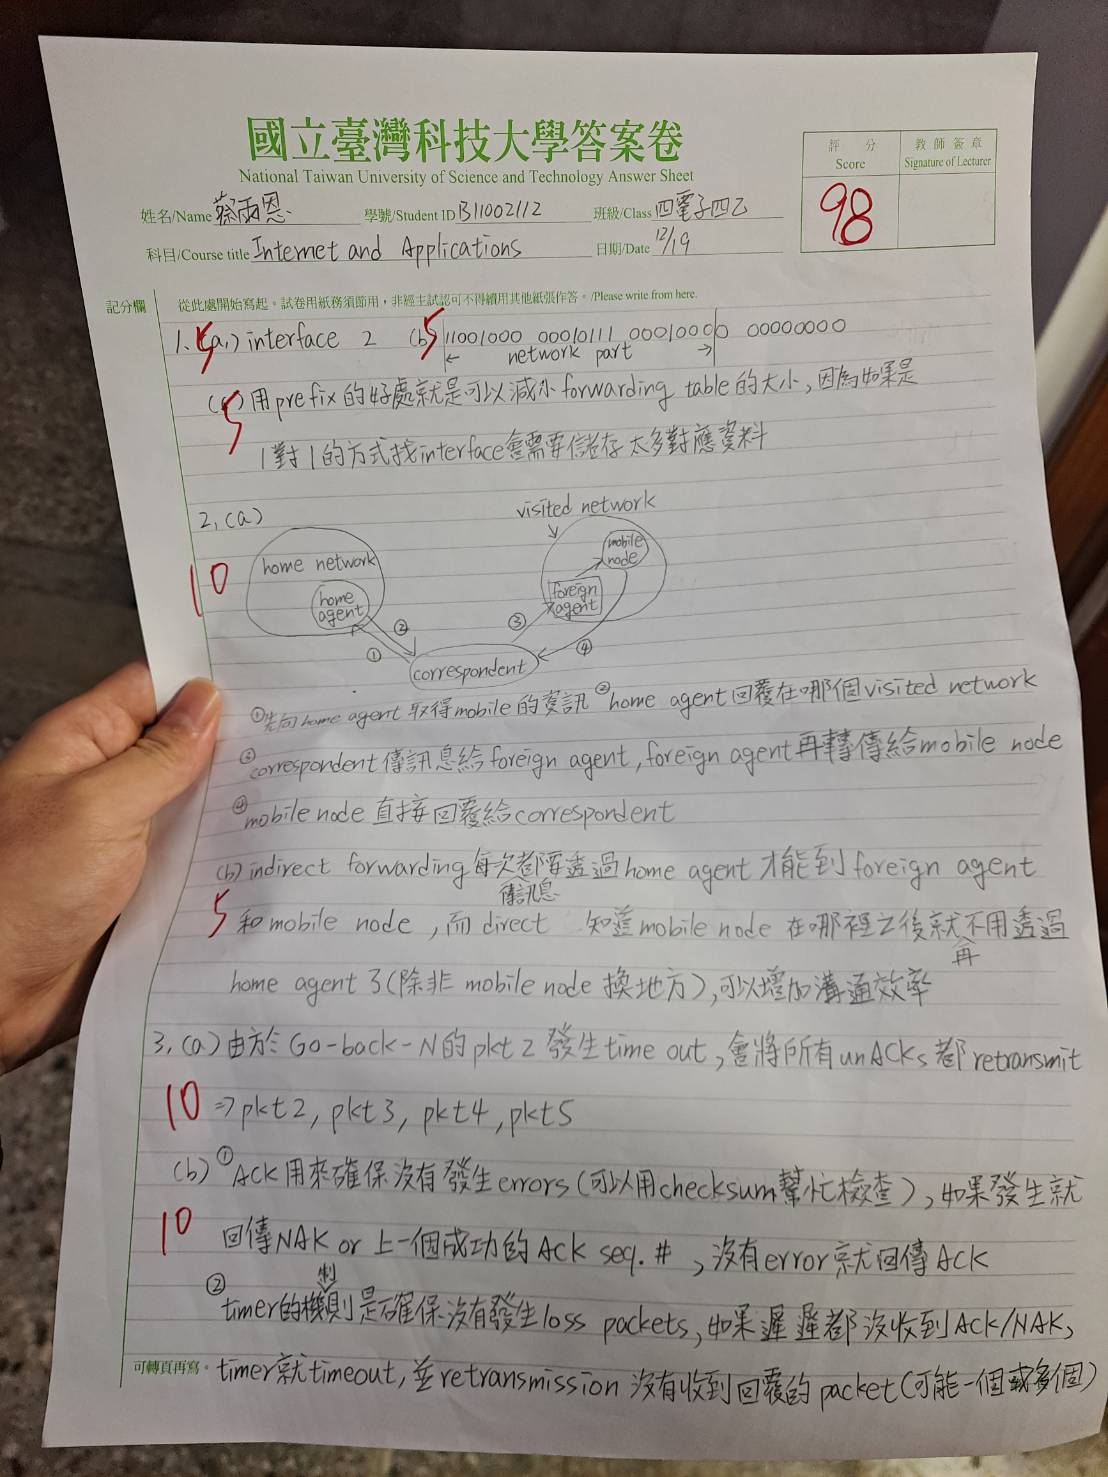 國立臺灣科技大學答案卷
National Taiwan University of Science and Technology Answer Sheet
評 分
Score
教 師 簽 章
Signature of Lecturer
98
姓名/Name 蔡雨恩 學號/Student ID B11002112 班級/Class 四電子四乙
科目/Course title Internet and Applications 日期/Date 12/19
記分欄
從此處開始寫起。試卷用紙務須節用,非經主試認可不得續用其他紙張作答。/Please write from here.
1. 5 (a) interface 2 (b) 5 11001000 00010111 00010000 00000000
← network part →
5 (c) 用prefix的好處就是可以減小forwarding table的大小,因為如果是
1對1的方式找interface會需要儲存太多對應資料
2. (a)
10
visited network
home network
home agent
mobile node
foreign agent
① ② ③ ④
correspondent
①先向home agent取得mobile的資訊 ②home agent回覆在哪個visited network
③correspondent傳訊息給foreign agent,foreign agent再轉傳給mobile node
④mobile node直接回覆給correspondent
(b) indirect forwarding每次都要透過home agent才能到foreign agent
5 和mobile node,而direct 傳訊息 知道mobile node在哪裡之後就不用再透過
home agent了(除非mobile node換地方),可以增加溝通效率
3. (a) 由於Go-back-N的pkt 2發生time out,會將所有unACKs都retransmit
10 ⇒ pkt2, pkt3, pkt4, pkt5
(b) ①ACK用來確保沒有發生errors(可以用checksum幫忙檢查),如果發生就
10 回傳NAK or 上一個成功的ACK seq. #,沒有error就回傳ACK
②timer的機制則是確保沒有發生loss packets,如果遲遲都沒收到ACK/NAK,
可轉頁再寫。 timer就timeout,並retransmission沒有收到回覆的packet(可能一個或多個)